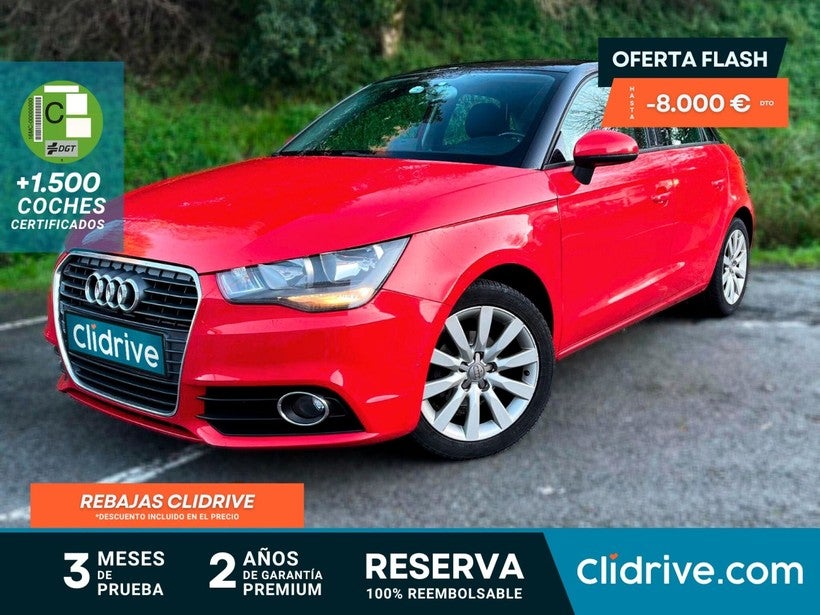 OFERTA FLASH
HASTA
-8.000 € DTO
C
DGT
+1.500
COCHES
CERTIFICADOS
Clidrive
REBAJAS CLIDRIVE
*DESCUENTO INCLUIDO EN EL PRECIO
3 MESES DE PRUEBA
2 AÑOS DE GARANTÍA PREMIUM
RESERVA
100% REEMBOLSABLE
Clidrive.com